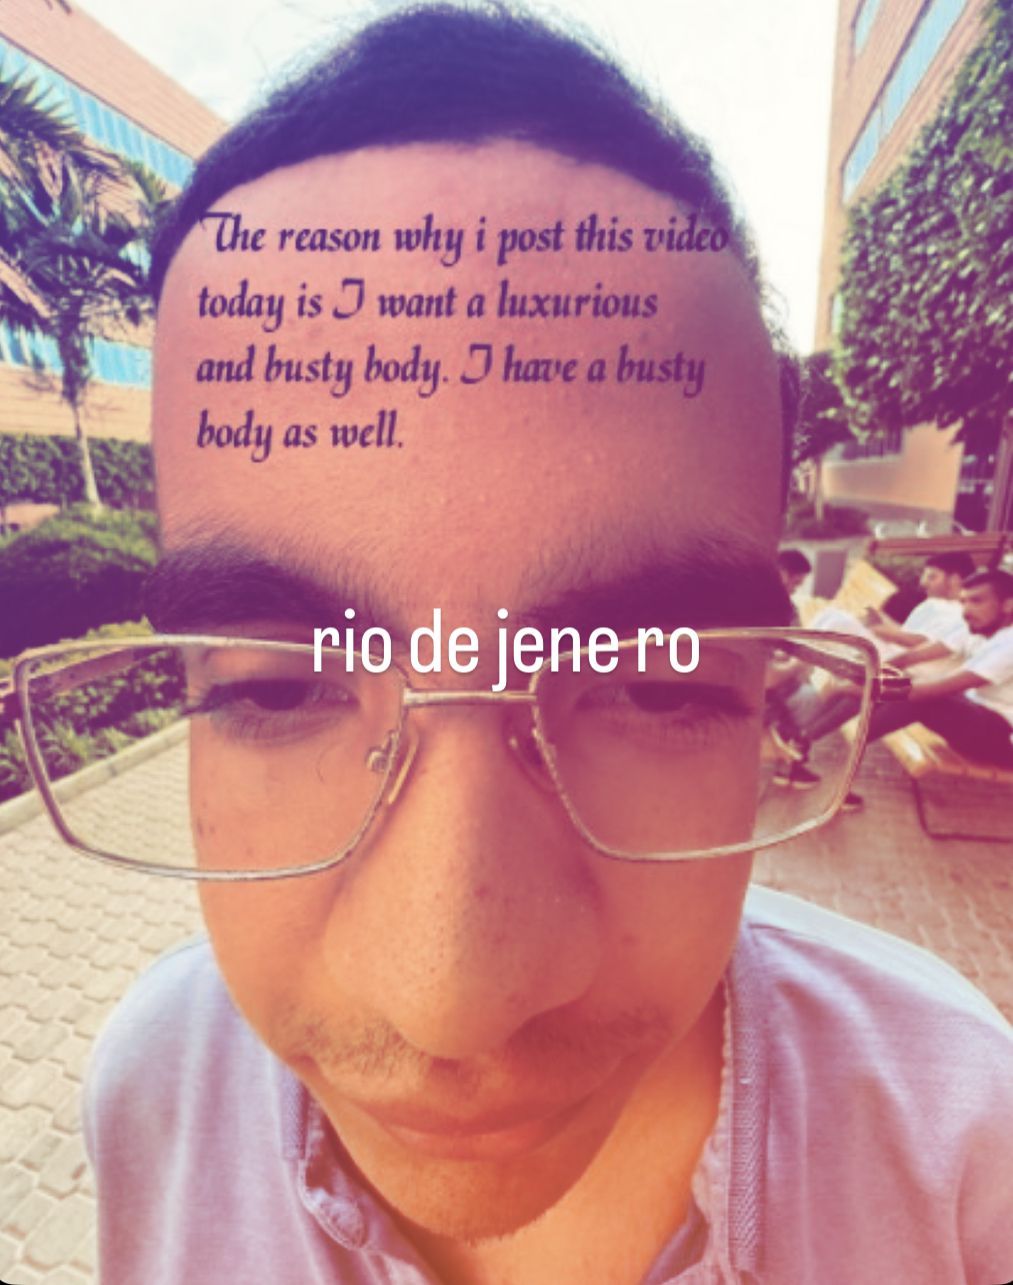 The reason why i post this video
today is I want a luxurious
and busty body. I have a busty
body as well.
rio de jene ro